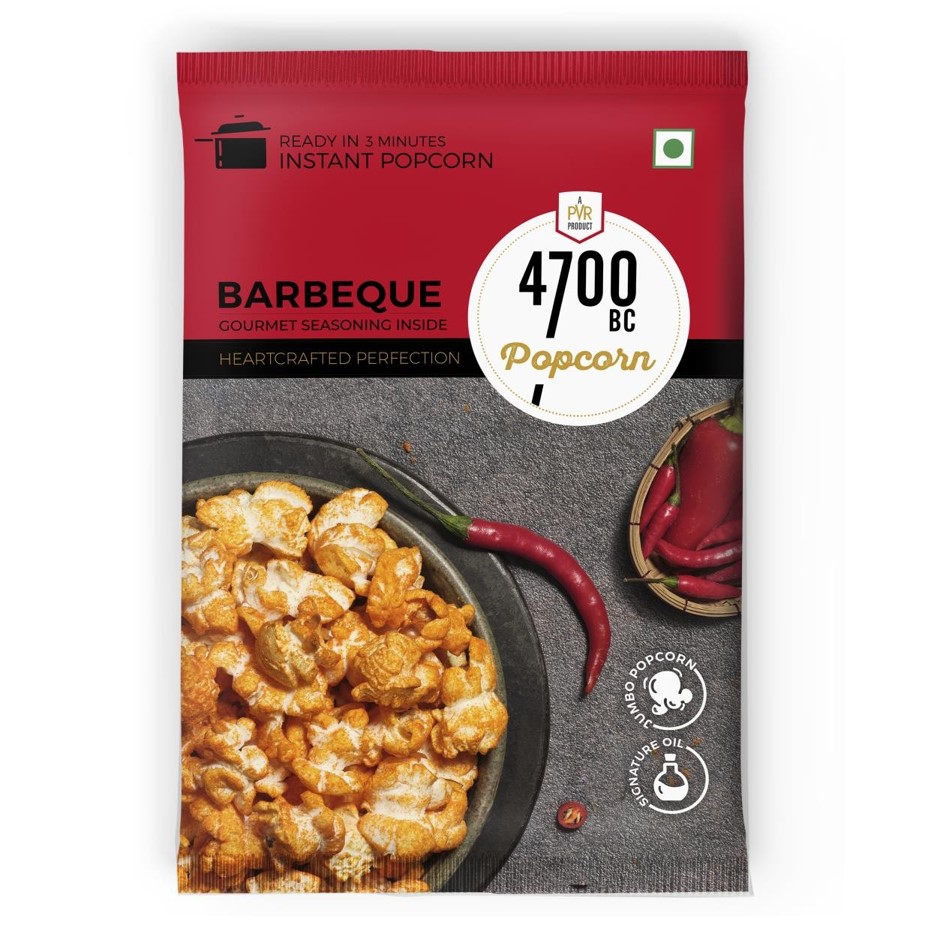 READY IN 3 MINUTES
INSTANT POPCORN
A
PVR
PRODUCT
4700
BC
Popcorn
BARBEQUE
GOURMET SEASONING INSIDE
HEARTCRAFTED PERFECTION
JUMBO POPCORN
SIGNATURE OIL